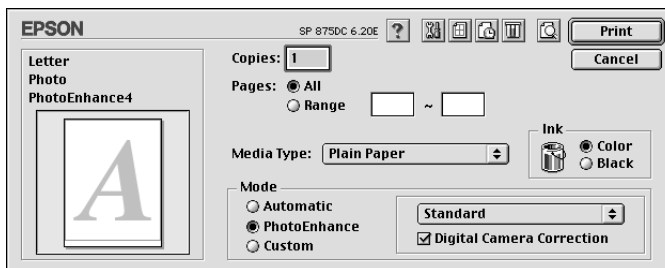 EPSON
SP 875DC 6.20E ?
Print
Cancel
Letter
Photo
PhotoEnhance4
A
Copies: 1
Pages: All
Range ~
Media Type: Plain Paper
Ink
Color
Black
Mode
Automatic
PhotoEnhance
Custom
Standard
Digital Camera Correction